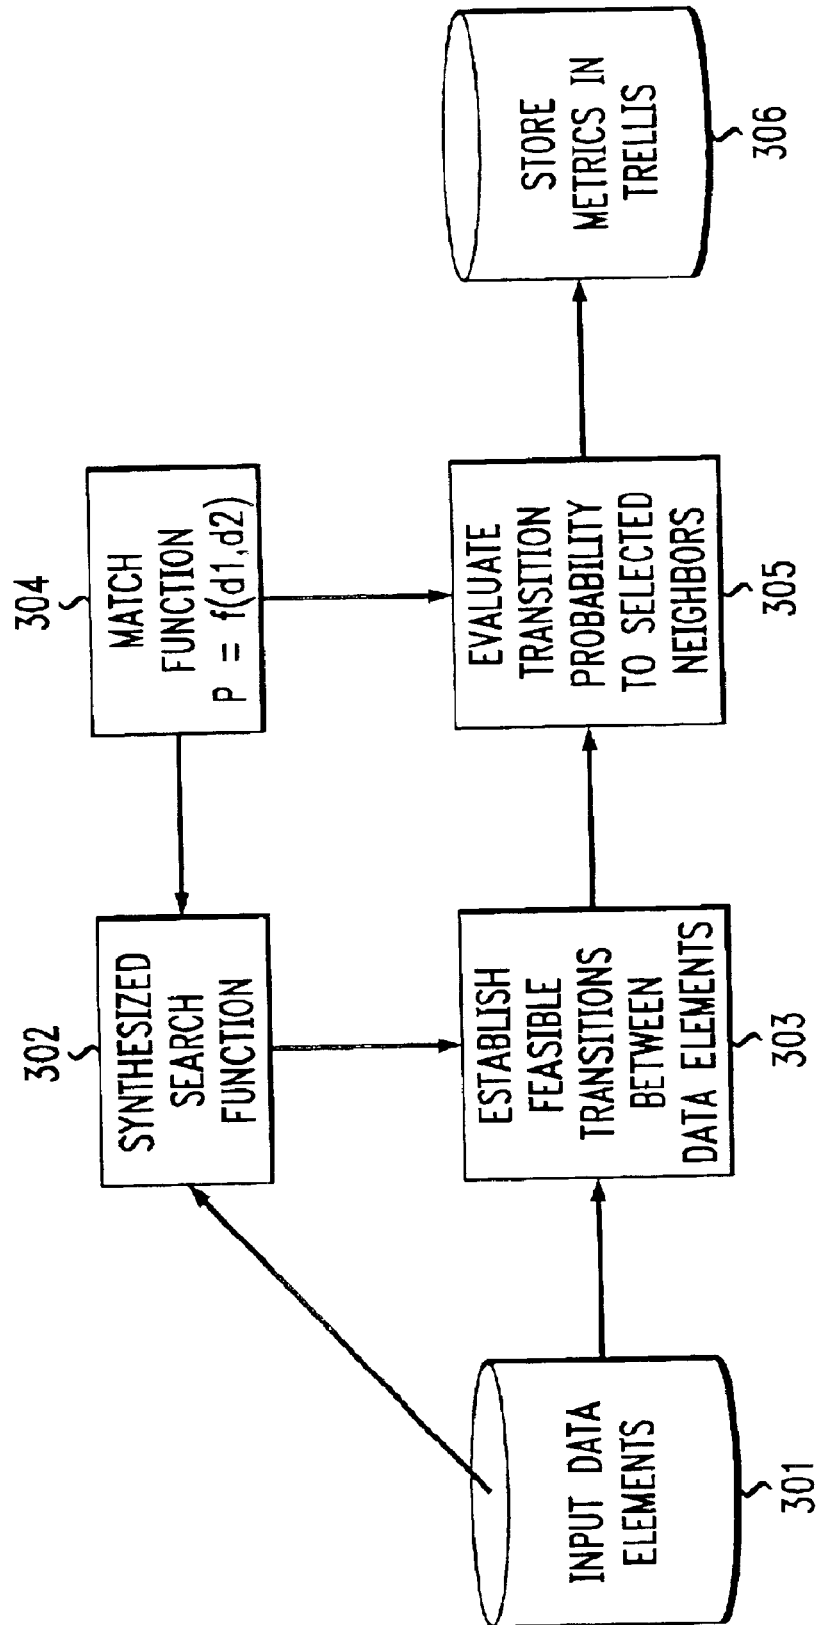 304
MATCH
FUNCTION
P = f(d1,d2)
302
SYNTHESIZED
SEARCH
FUNCTION
INPUT DATA
ELEMENTS
301
ESTABLISH
FEASIBLE
TRANSITIONS
BETWEEN
DATA ELEMENTS
303
EVALUATE
TRANSITION
PROBABILITY
TO SELECTED
NEIGHBORS
305
STORE
METRICS IN
TRELLIS
306